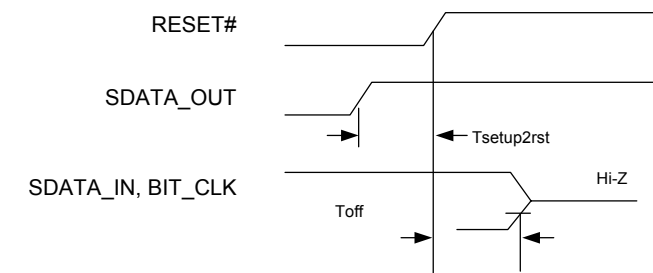 RESET#
SDATA_OUT
Tsetup2rst
SDATA_IN, BIT_CLK
Hi-Z
Toff